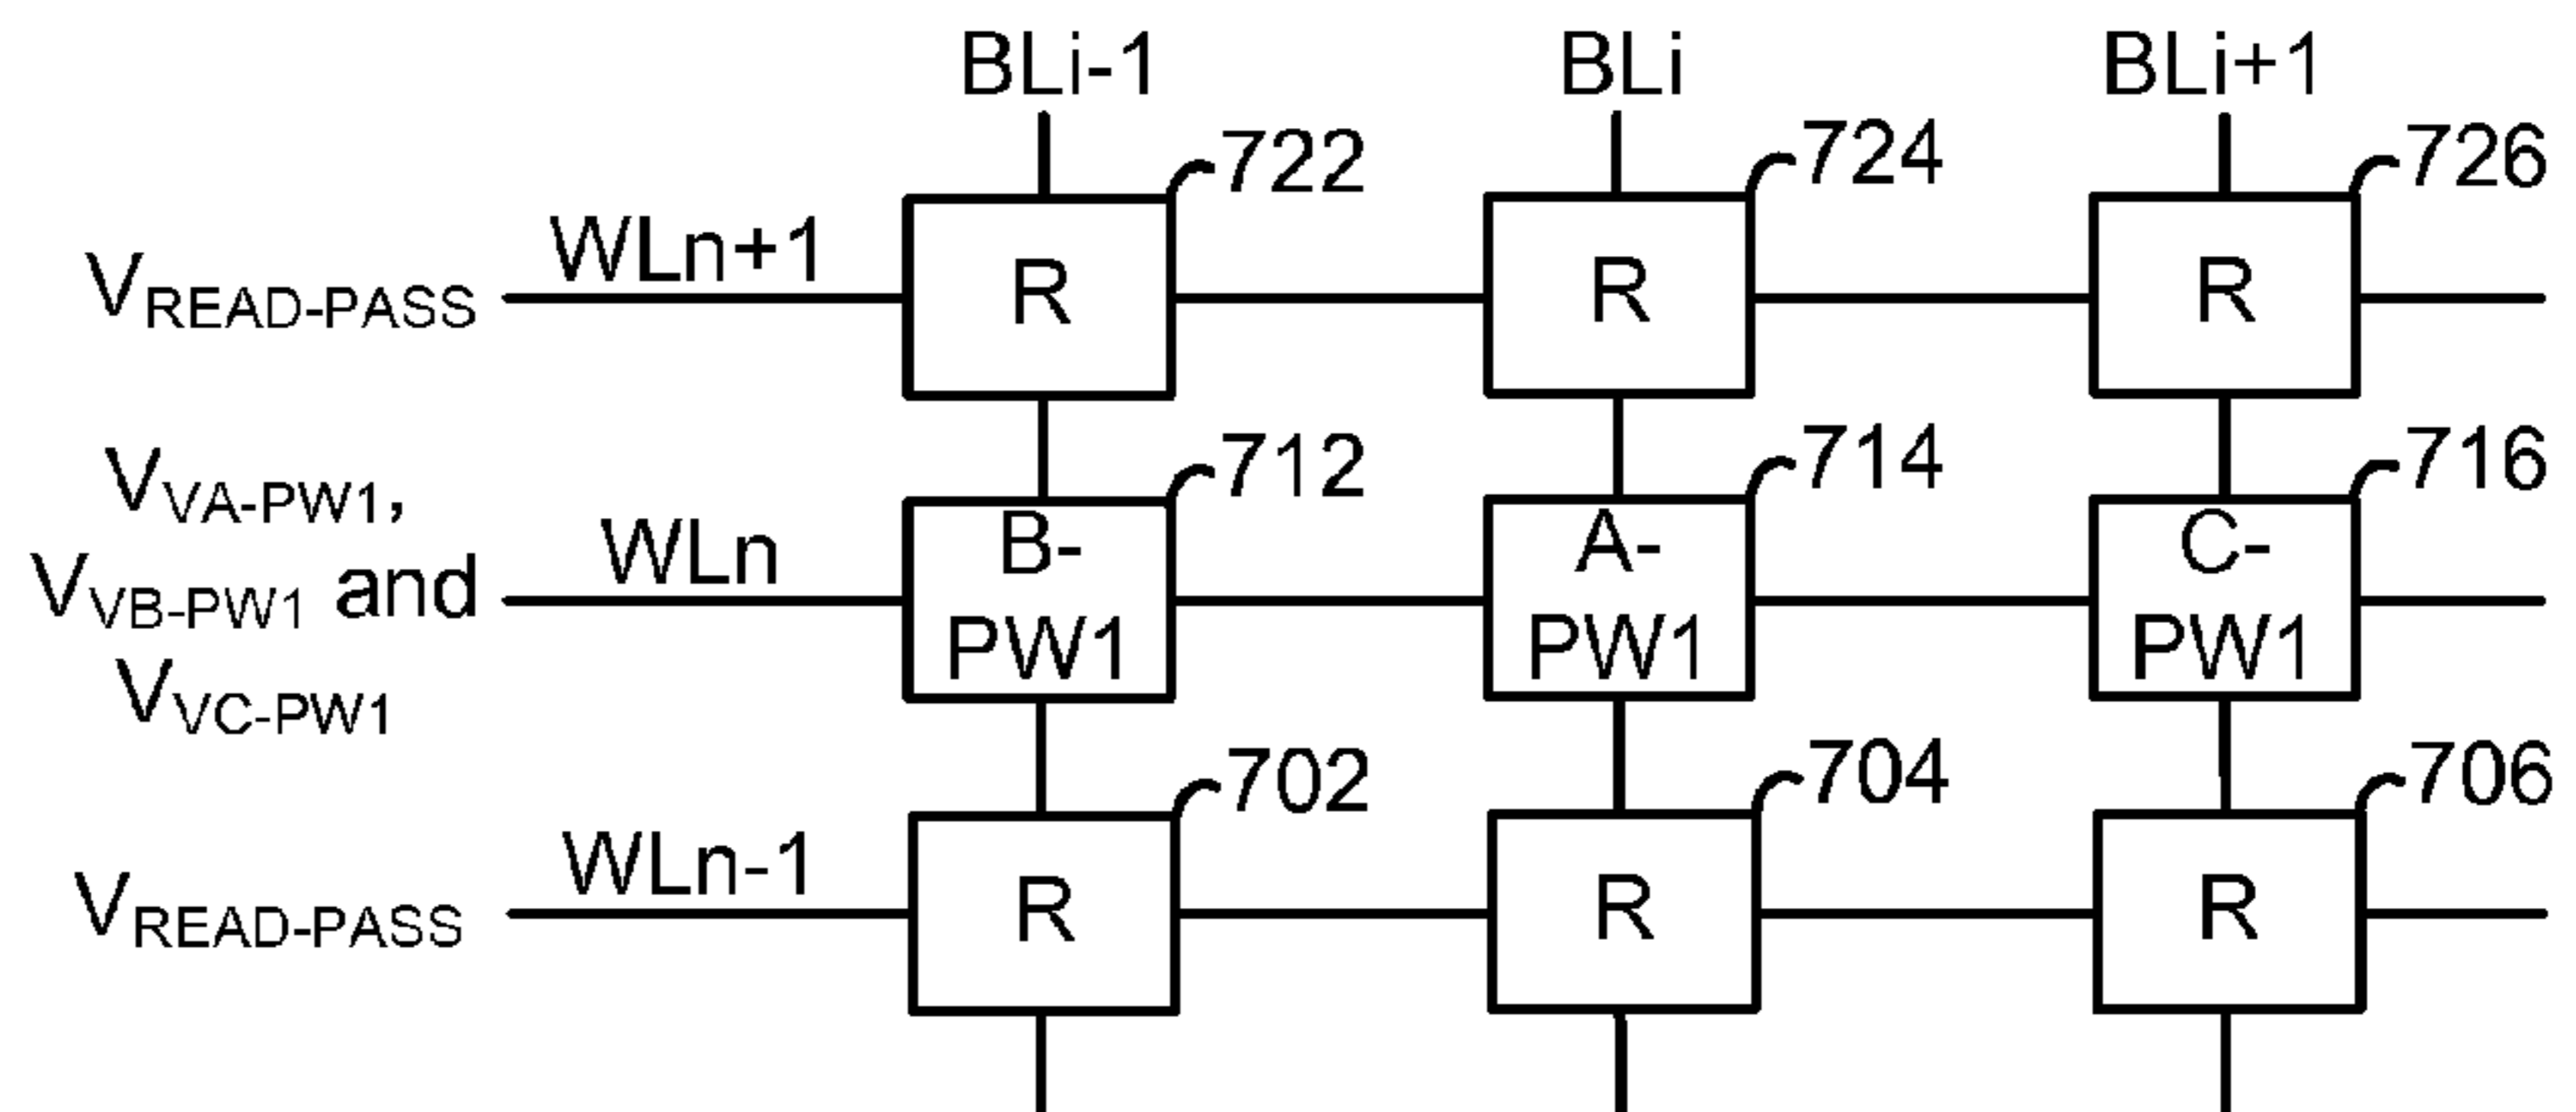 BLi-1 BLi BLi+1
722 724 726
VREAD-PASS WLn+1 R R R
712 714 716
VVA-PW1,
VVB-PW1 and
VVC-PW1
WLn
B-
PW1
A-
PW1
C-
PW1
702 704 706
VREAD-PASS WLn-1 R R R